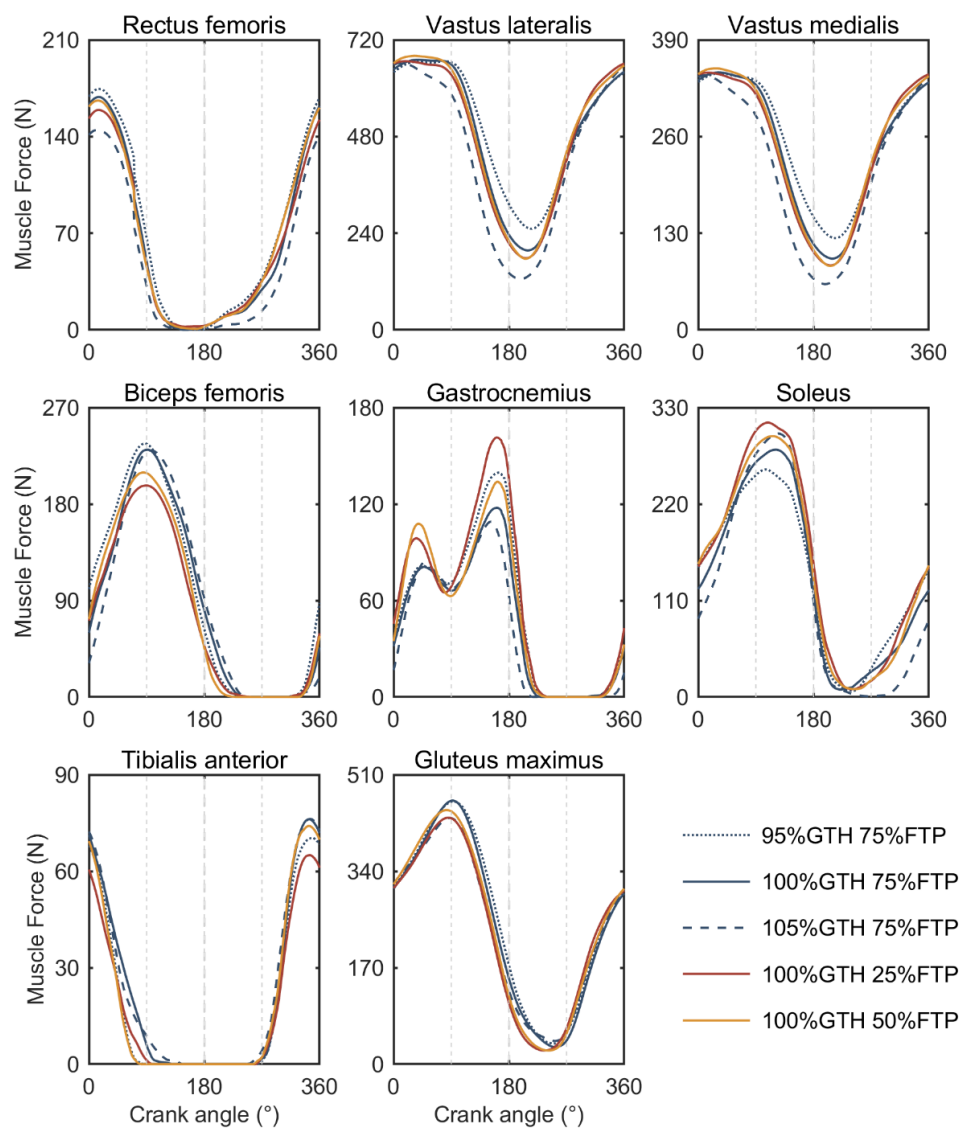 Rectus femoris Vastus lateralis Vastus medialis
210 720 390
140 480 260
70 240 130
0 0 0
Muscle Force (N)
0 180 360 0 180 360 0 180 360
Biceps femoris Gastrocnemius Soleus
270 180 330
180 120 220
90 60 110
0 0 0
Muscle Force (N)
0 180 360 0 180 360 0 180 360
Tibialis anterior Gluteus maximus
90 510
60 340
30 170
0 0
Muscle Force (N)
0 180 360 0 180 360
Crank angle (°) Crank angle (°)
95%GTH 75%FTP
100%GTH 75%FTP
105%GTH 75%FTP
100%GTH 25%FTP
100%GTH 50%FTP